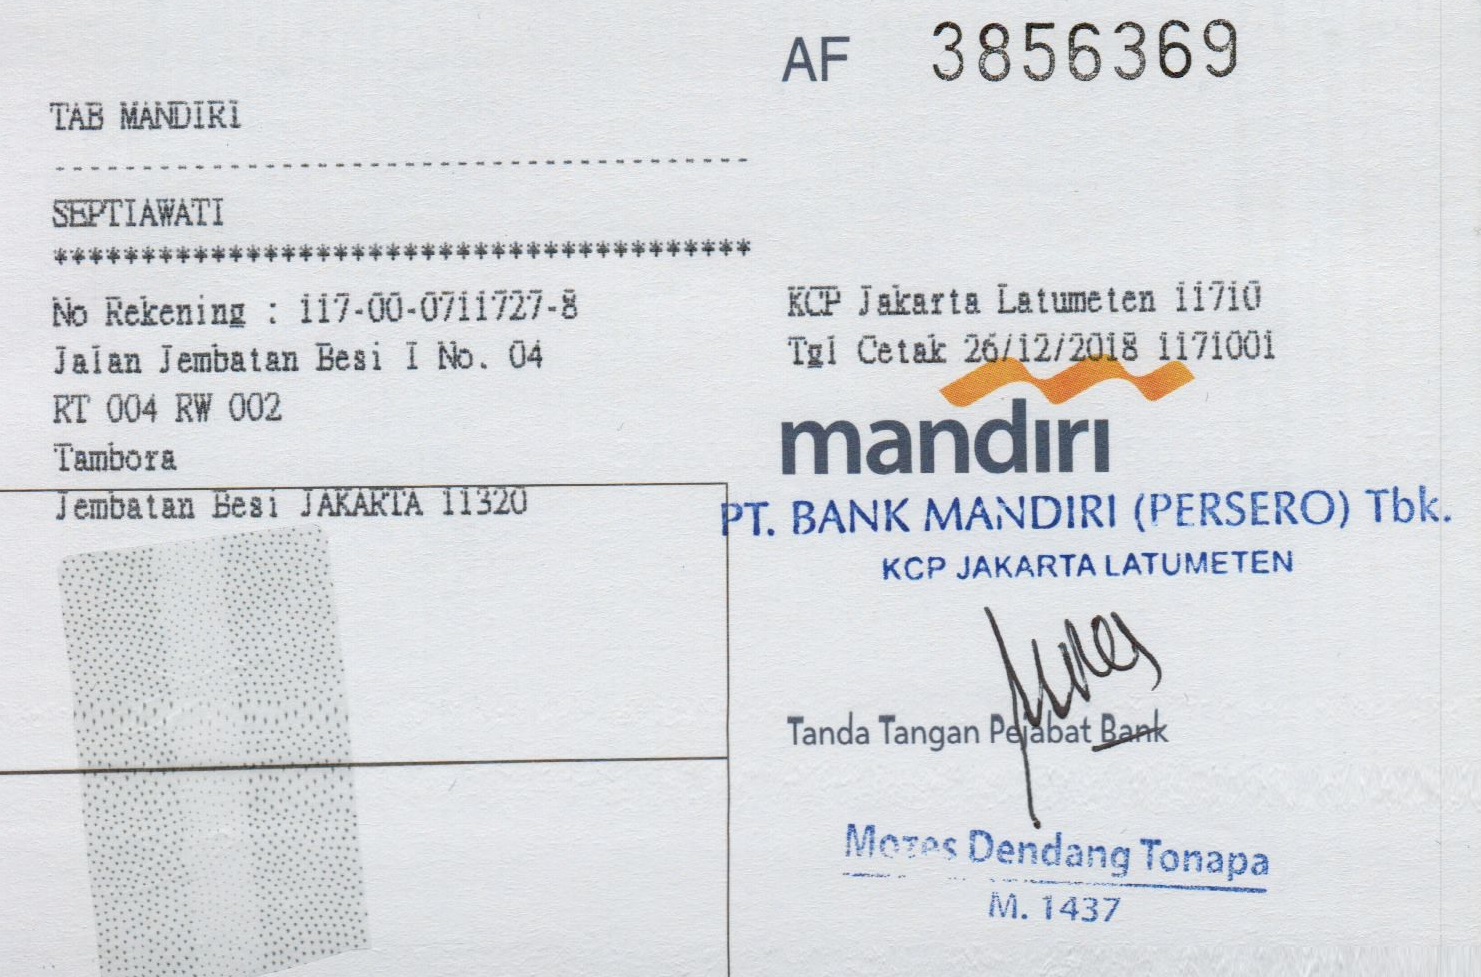 AF 3856369
TAB MANDIRI
----------------------------------------
SEPTIAWATI
****************************************
No Rekening : 117-00-0711727-8
Jalan Jembatan Besi I No. 04
RT 004 RW 002
Tambora
Jembatan Besi JAKARTA 11320
KCP Jakarta Latumeten 11710
Tgl Cetak 26/12/2018 1171001
mandiri
PT. BANK MANDIRI (PERSERO) Tbk.
KCP JAKARTA LATUMETEN
Tanda Tangan Pejabat Bank
Mozes Dendang Tonapa
M. 1437